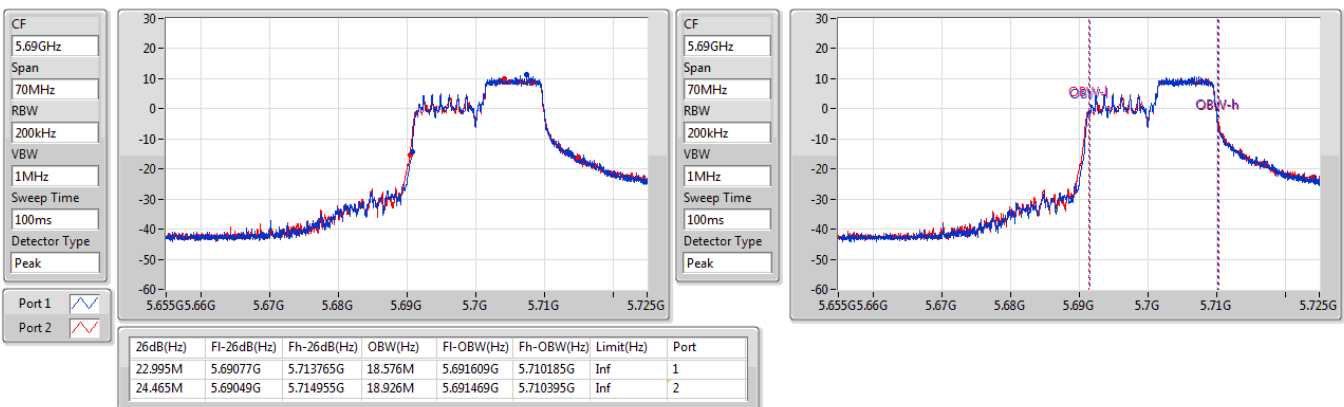 CF
5.69GHz
Span
70MHz
RBW
200kHz
VBW
1MHz
Sweep Time
100ms
Detector Type
Peak
Port 1
Port 2
30
20
10
0
-10
-20
-30
-40
-50
-60
5.655G 5.66G 5.67G 5.68G 5.69G 5.7G 5.71G 5.725G
CF
5.69GHz
Span
70MHz
RBW
200kHz
VBW
1MHz
Sweep Time
100ms
Detector Type
Peak
30
20
10
0
-10
-20
-30
-40
-50
-60
OBW-l
OBW-h
5.655G 5.66G 5.67G 5.68G 5.69G 5.7G 5.71G 5.725G
26dB(Hz) Fl-26dB(Hz) Fh-26dB(Hz) OBW(Hz) Fl-OBW(Hz) Fh-OBW(Hz) Limit(Hz) Port
22.995M 5.69077G 5.713765G 18.576M 5.691609G 5.710185G Inf 1
24.465M 5.69049G 5.714955G 18.926M 5.691469G 5.710395G Inf 2